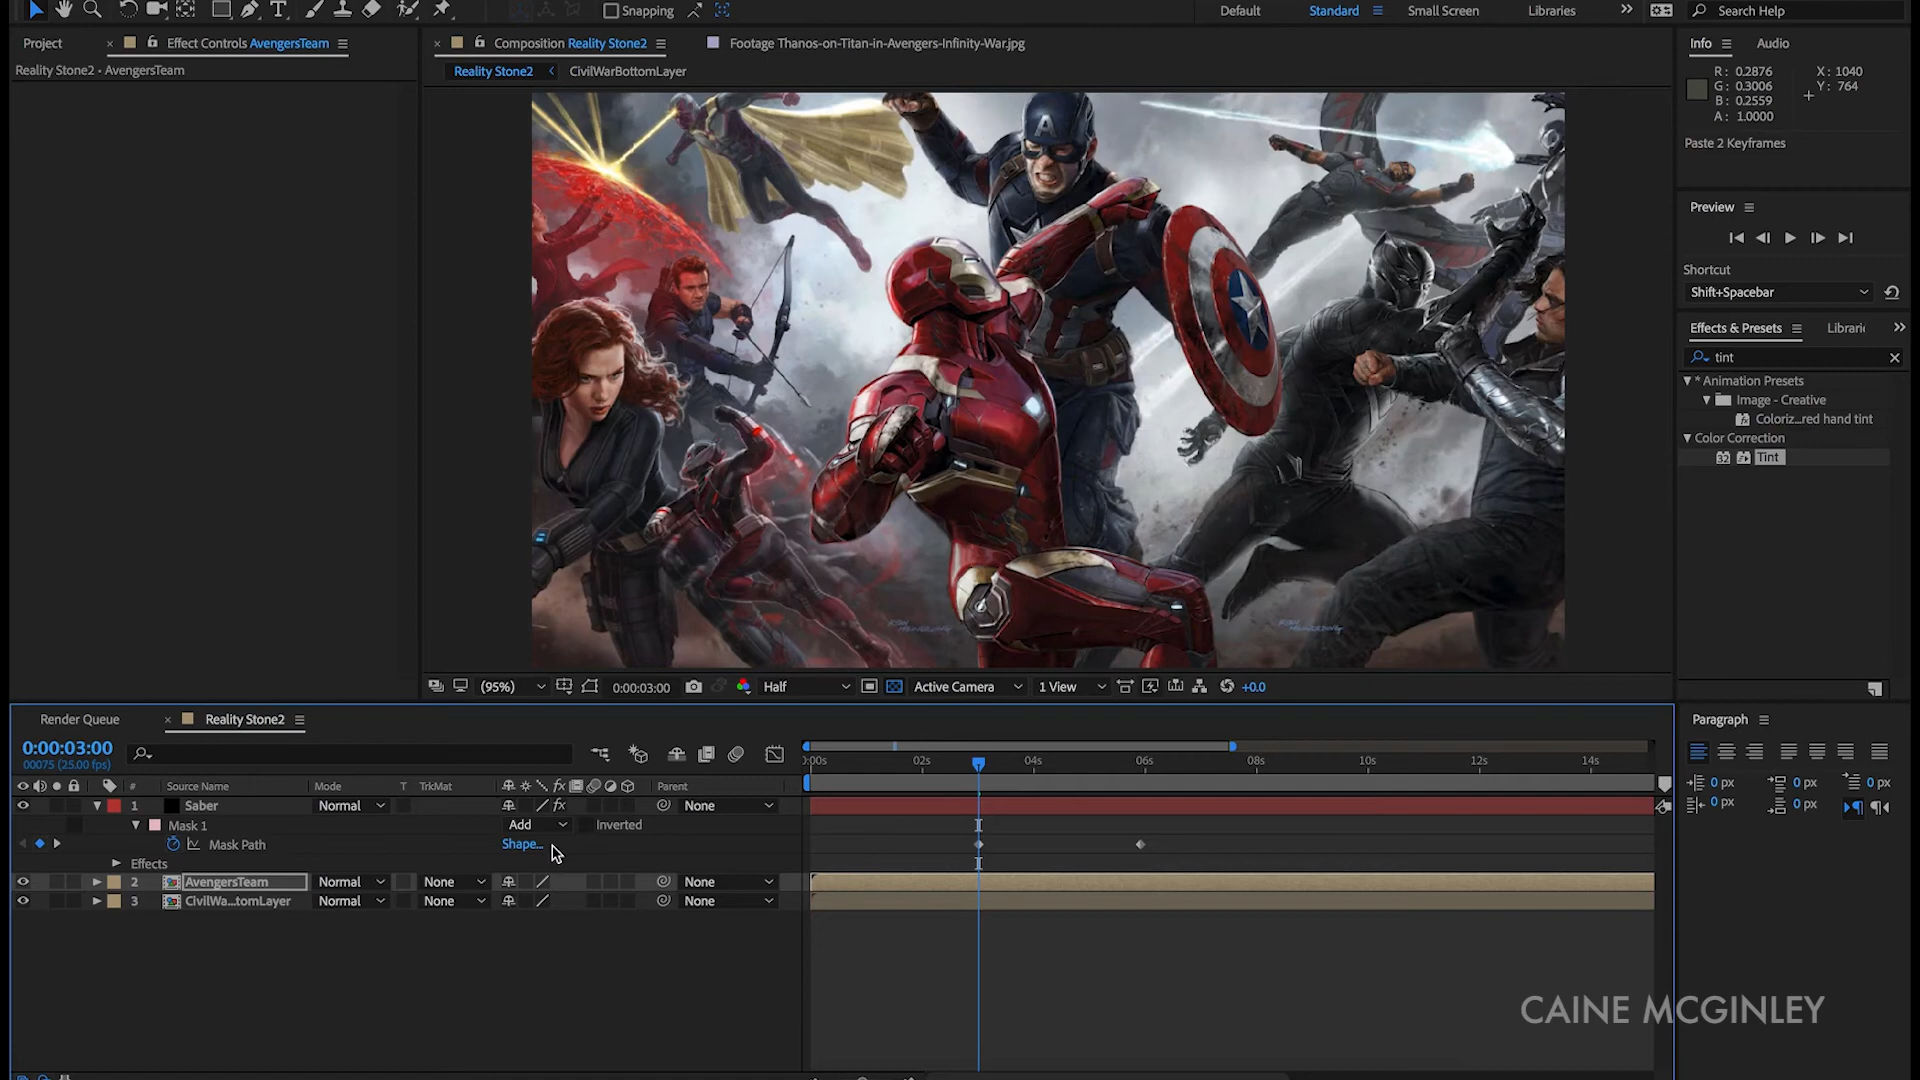 Snapping
Default
Standard
Small Screen
Libraries
Search Help
Project
Effect Controls AvengersTeam
Composition Reality Stone2
Footage Thanos-on-Titan-in-Avengers-Infinity-War.jpg
Info
Audio
Reality Stone2 • AvengersTeam
Reality Stone2
CivilWarBottomLayer
R: 0.2876
G: 0.3006
B: 0.2559
A: 1.0000
X: 1040
Y: 764
Paste 2 Keyframes
Preview
Shortcut
Shift+Spacebar
Effects & Presets
Librari
tint
* Animation Presets
Image - Creative
Coloriz...red hand tint
Color Correction
32
Tint
(95%)
0:00:03:00
Half
Active Camera
1 View
+0.0
Render Queue
Reality Stone2
Paragraph
0:00:03:00
00075 (25.00 fps)
0:00s
02s
04s
06s
08s
10s
12s
14s
# Source Name Mode T TrkMat fx Parent
1 Saber Normal fx None
Mask 1 Add Inverted
Mask Path Shape...
Effects
2 AvengersTeam Normal None None
3 CivilWa...tomLayer Normal None None
0 px 0 px 0 px
0 px 0 px
CAINE MCGINLEY